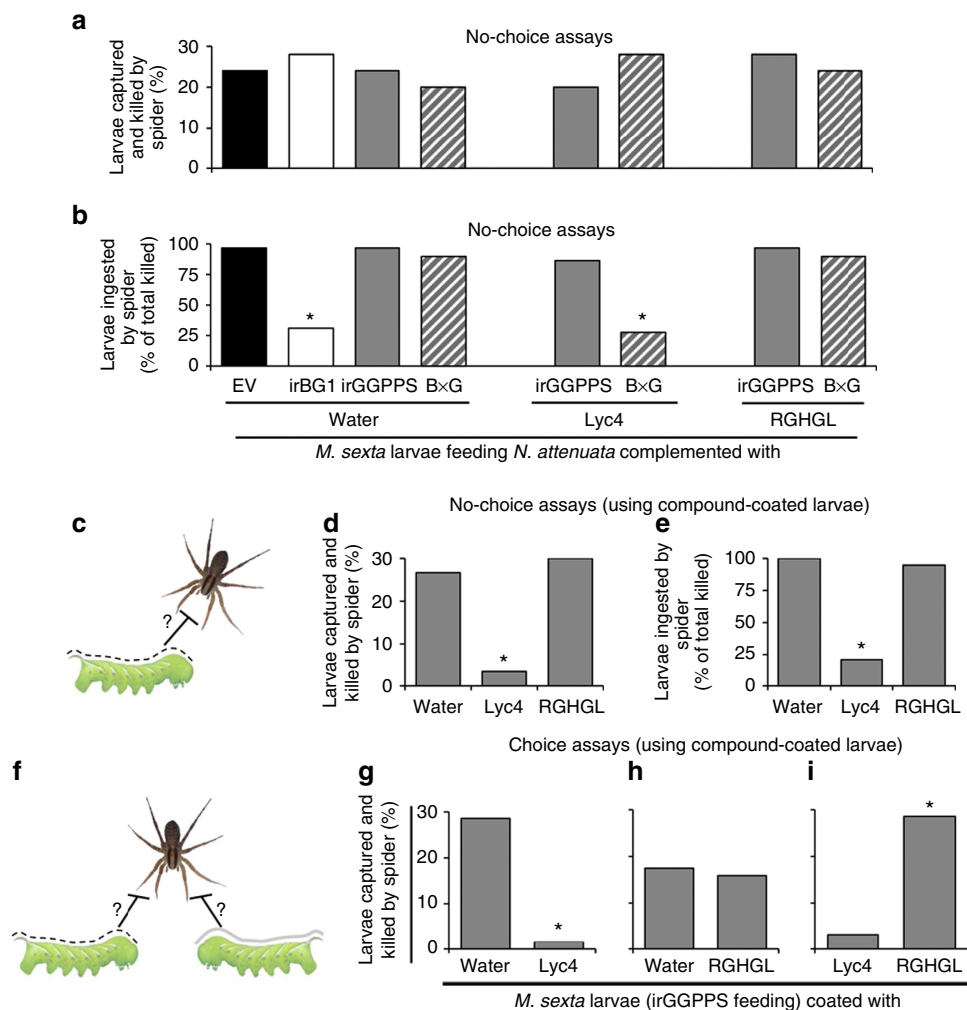 a
No-choice assays
Larvae captured
and killed by
spider (%)
30
20
10
0
b
No-choice assays
Larvae ingested
by spider
(% of total killed)
100
75
50
25
0
*
*
EV irBG1 irGGPPS B×G irGGPPS B×G irGGPPS B×G
Water Lyc4 RGHGL
M. sexta larvae feeding N. attenuata complemented with
No-choice assays (using compound-coated larvae)
c
?
d
Larvae captured and
killed by spider (%)
30
20
10
0
*
Water Lyc4 RGHGL
e
Larvae ingested by
spider
(% of total killed)
100
75
50
25
0
*
Water Lyc4 RGHGL
Choice assays (using compound-coated larvae)
f
? ?
g
Larvae captured and
killed by spider (%)
30
20
10
0
*
Water Lyc4
h
Water RGHGL
i
*
Lyc4 RGHGL
M. sexta larvae (irGGPPS feeding) coated with